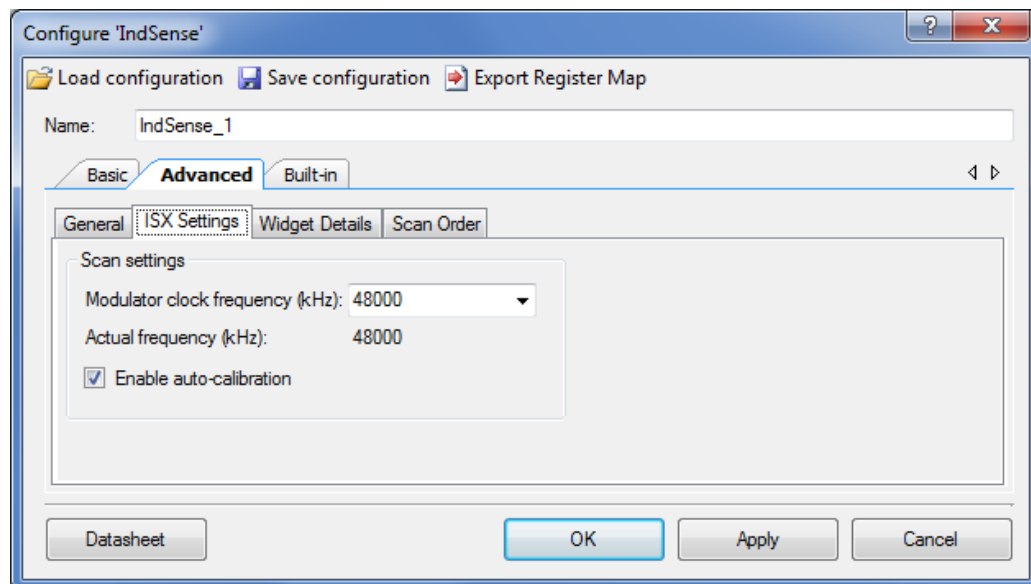 Configure 'IndSense'
Load configuration Save configuration Export Register Map
Name: IndSense_1
Basic Advanced Built-in
General ISX Settings Widget Details Scan Order
Scan settings
Modulator clock frequency (kHz): 48000
Actual frequency (kHz): 48000
Enable auto-calibration
Datasheet OK Apply Cancel